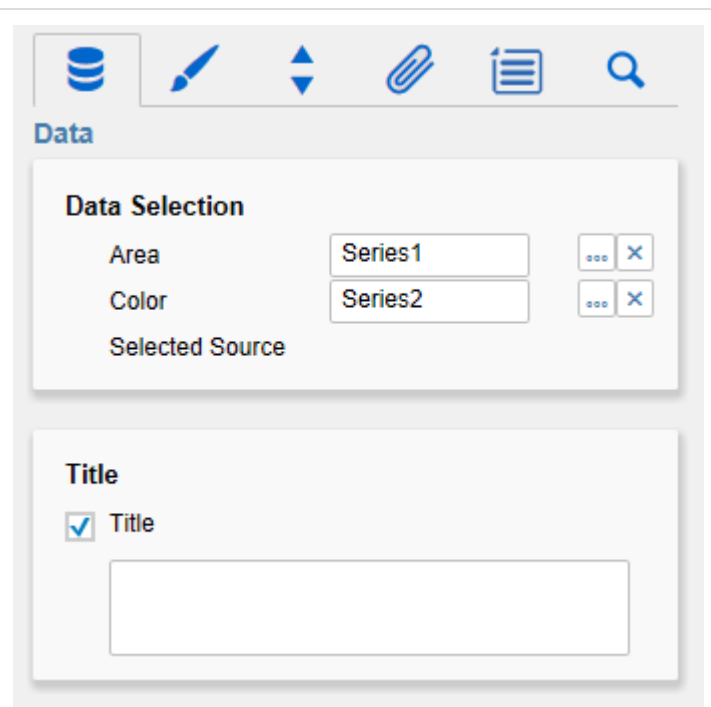 Data
Data Selection
Area Series1 ... ×
Color Series2 ... ×
Selected Source
Title
Title